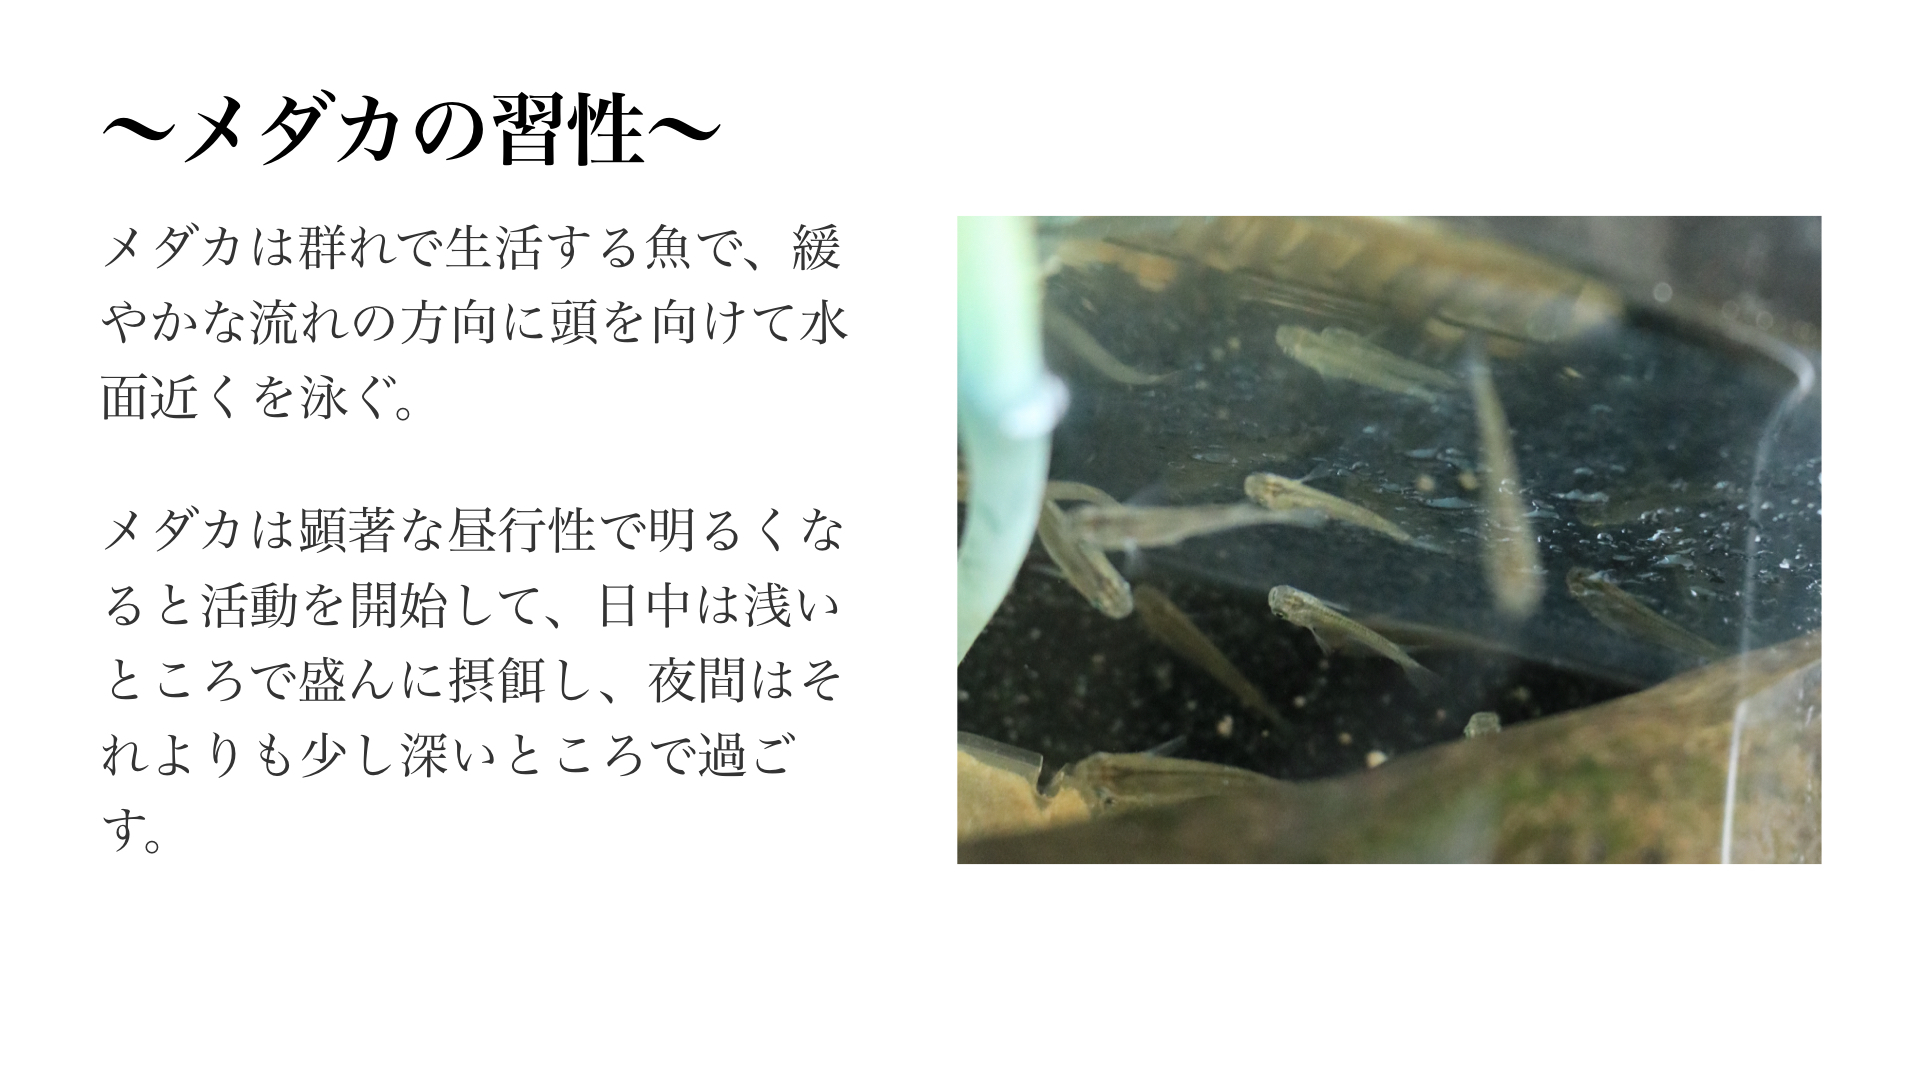 〜メダカの習性〜
メダカは群れで生活する魚で、緩
やかな流れの方向に頭を向けて水
面近くを泳ぐ。
メダカは顕著な昼行性で明るくな
ると活動を開始して、日中は浅い
ところで盛んに摂餌し、夜間はそ
れよりも少し深いところで過ご
す。